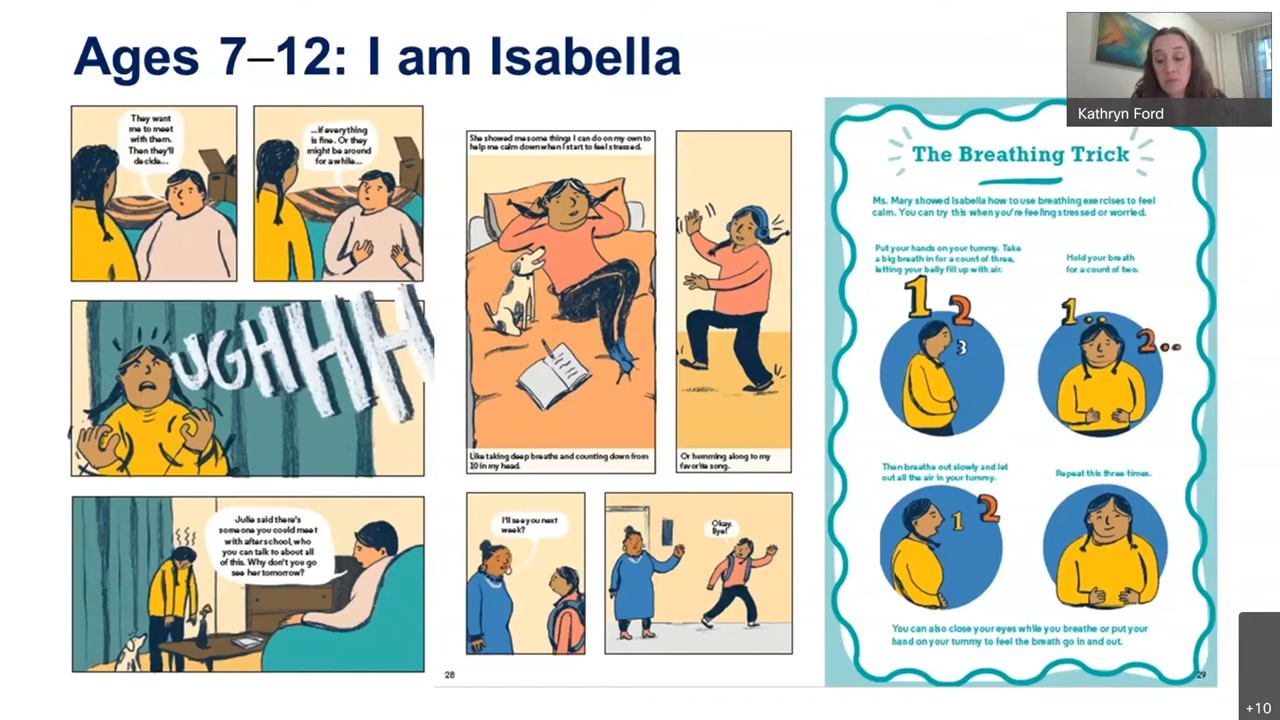 Ages 7–12: I am Isabella
Kathryn Ford
They want
me to meet
with them.
Then they'll
decide...
...if everything
is fine. Or they
might be around
for a while...
UGHHHH
Julie said there's
someone you could meet
with after school, who
you can talk to about all
of this. Why don't you go
see her tomorrow?
She showed me some things I can do on my own to
help me calm down when I start to feel stressed.
Like taking deep breaths and counting down from
10 in my head.
Or humming along to my
favorite song.
I'll see you next
week?
Okay.
Bye!
28
The Breathing Trick
Ms. Mary showed Isabella how to use breathing exercises to feel
calm. You can try this when you're feeling stressed or worried.
Put your hands on your tummy. Take
a big breath in for a count of three,
letting your belly fill up with air.
1 2
3
Hold your breath
for a count of two.
1..
2..
Then breathe out slowly and let
out all the air in your tummy.
1 2
Repeat this three times.
You can also close your eyes while you breathe or put your
hand on your tummy to feel the breath go in and out.
29
+10